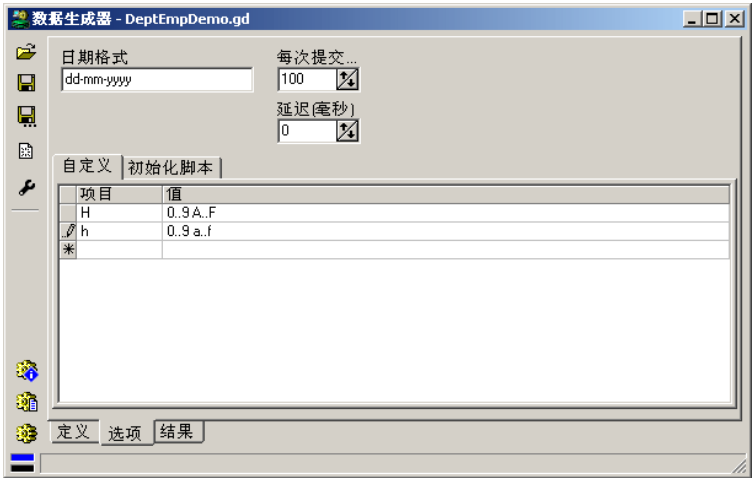 数据生成器 - DeptEmpDemo.gd
日期格式
dd-mm-yyyy
每次提交...
100
延迟(毫秒)
0
自定义 初始化脚本
项目 值
H 0..9 A..F
h 0..9 a..f
定义 选项 结果